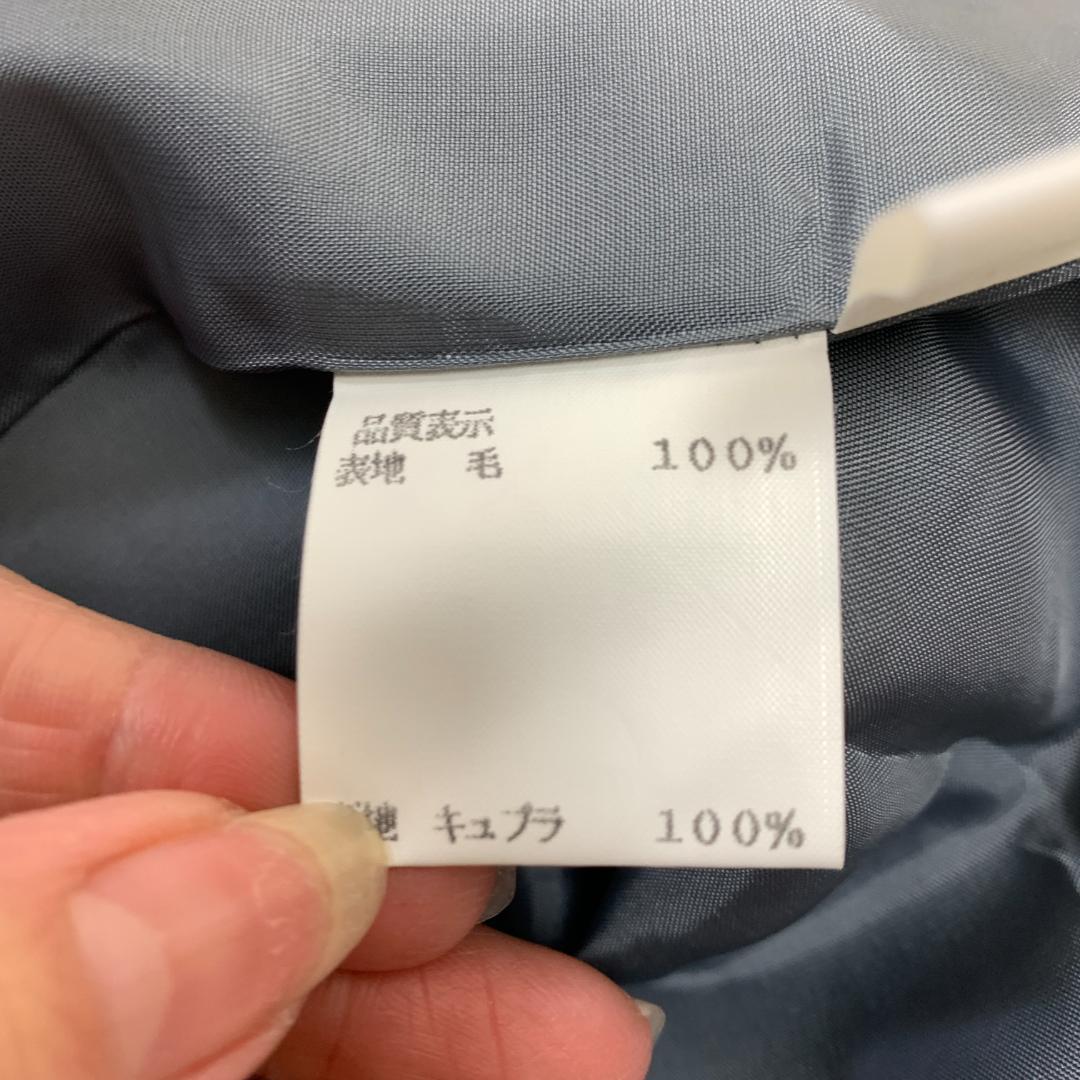 品質表示
表地 毛 100%
地 キュプラ 100%